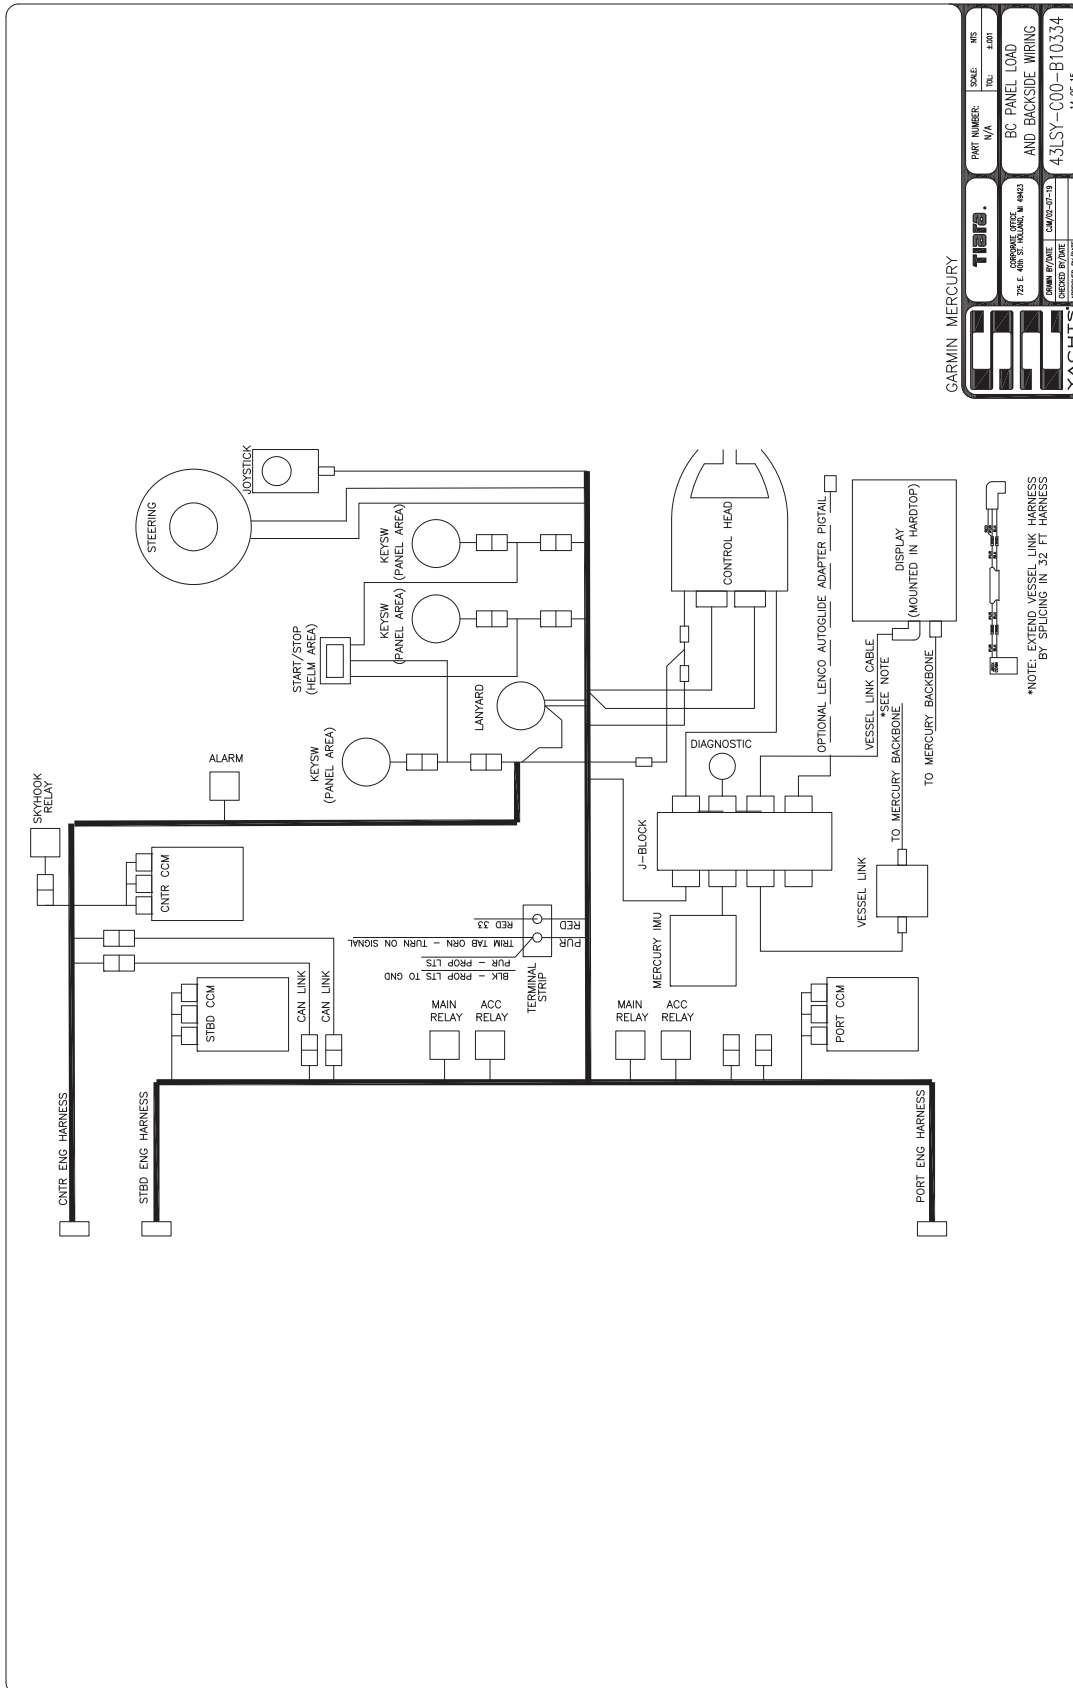 GARMIN MERCURY
Tiara.
YACHTS
CORPORATE OFFICE
725 E. 40th ST. HOLLAND, MI 49423
DRAWN BY/DATE
CJM/02-07-19
CHECKED BY/DATE
PART NUMBER:
N/A
SCALE:
NTS
TOL:
±.001
BC PANEL LOAD
AND BACKSIDE WIRING
43LSY-C00-B10334
STEERING
JOYSTICK
START/STOP
(HELM AREA)
KEYSW
(PANEL AREA)
KEYSW
(PANEL AREA)
KEYSW
(PANEL AREA)
LANYARD
ALARM
SKYHOOK
RELAY
CNTR CCM
STBD CCM
CAN LINK
CAN LINK
CONTROL HEAD
OPTIONAL LENCO AUTOGLIDE ADAPTER PIGTAIL
DISPLAY
(MOUNTED IN HARDTOP)
VESSEL LINK CABLE
*SEE NOTE
TO MERCURY BACKBONE
TO MERCURY BACKBONE
*NOTE: EXTEND VESSEL LINK HARNESS
BY SPLICING IN 32 FT HARNESS
DIAGNOSTIC
J-BLOCK
VESSEL LINK
MERCURY IMU
RED 33
RED
TRIM TAB ORN - TURN ON SIGNAL
PUR
PUR - PROP LTS
BLK - PROP LTS TO GND
TERMINAL
STRIP
MAIN
RELAY
ACC
RELAY
MAIN
RELAY
ACC
RELAY
PORT CCM
CNTR ENG HARNESS
STBD ENG HARNESS
PORT ENG HARNESS